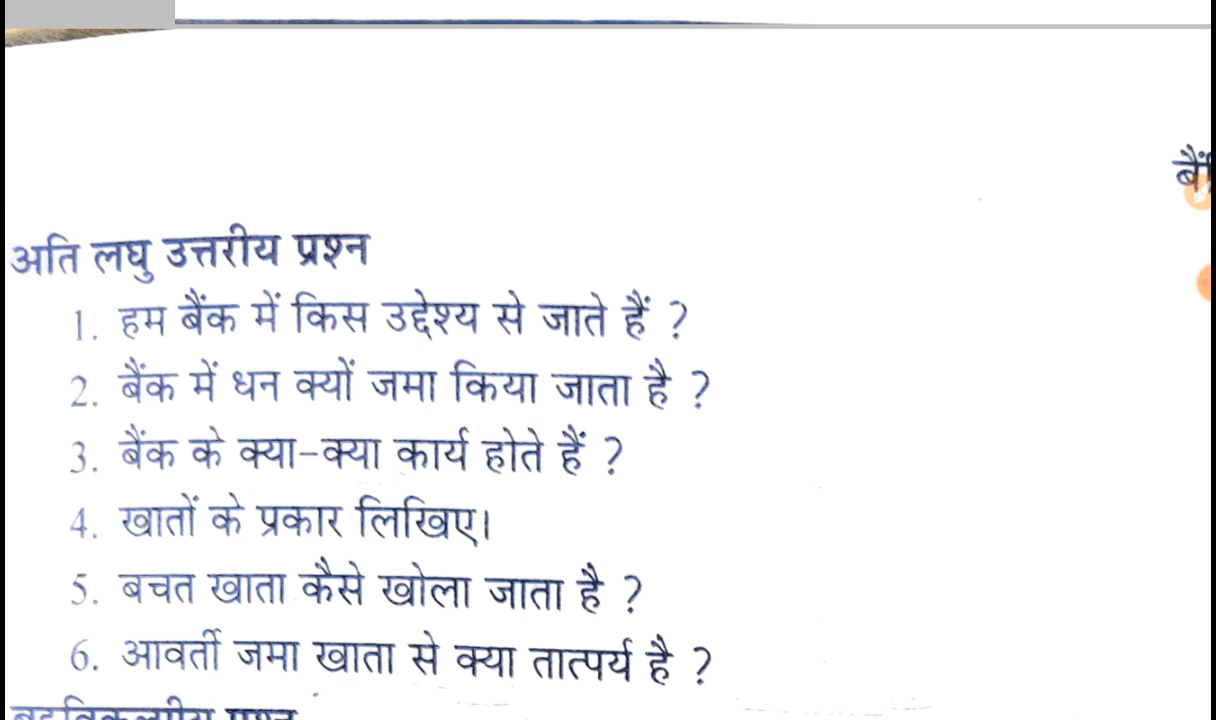 अति लघु उत्तरीय प्रश्न
1. हम बैंक में किस उद्देश्य से जाते हैं ?
2. बैंक में धन क्यों जमा किया जाता है ?
3. बैंक के क्या-क्या कार्य होते हैं ?
4. खातों के प्रकार लिखिए।
5. बचत खाता कैसे खोला जाता है ?
6. आवर्ती जमा खाता से क्या तात्पर्य है ?